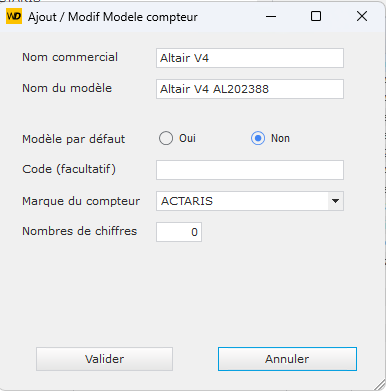 WD Ajout / Modif Modele compteur
Nom commercial Altair V4
Nom du modèle Altair V4 AL202388
Modèle par défaut Oui Non
Code (facultatif)
Marque du compteur ACTARIS
Nombres de chiffres 0
Valider Annuler